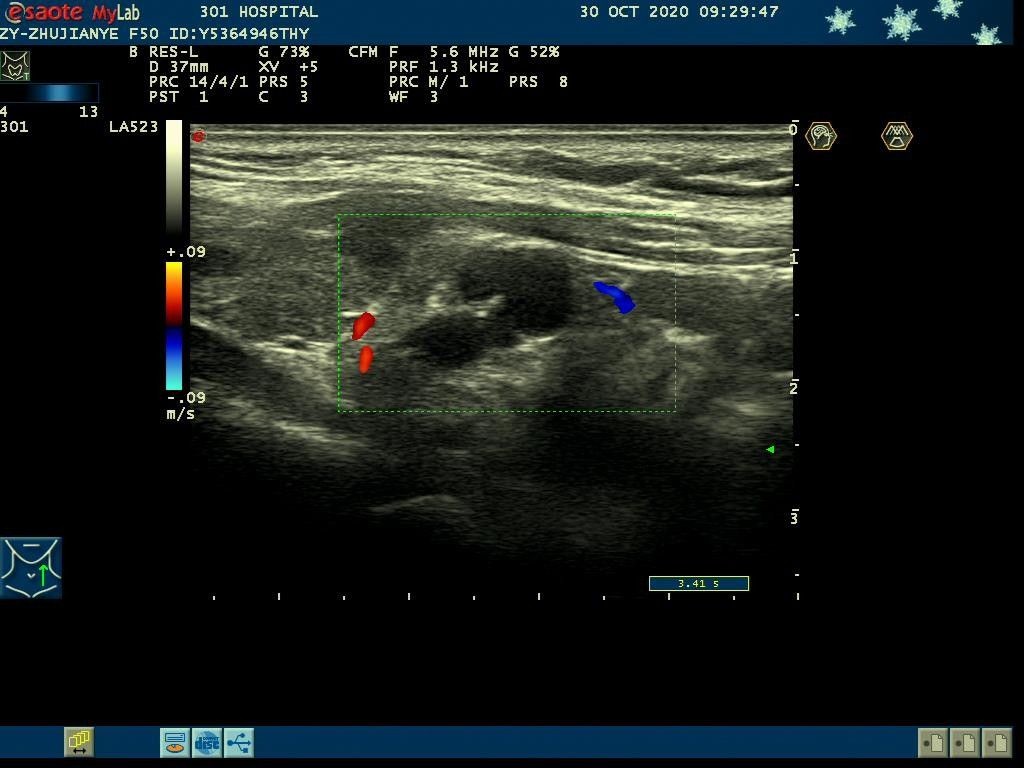 esaote MyLab
301 HOSPITAL
30 OCT 2020 09:29:47
ZY-ZHUJIANYE F50 ID:Y5364946THY
B RES-L G 73% CFM F 5.6 MHz G 52%
D 37mm XV +5 PRF 1.3 kHz
PRC 14/4/1 PRS 5 PRC M/ 1 PRS 8
PST 1 C 3 WF 3
4 13
301 LA523
0
+.09
1
-.09
m/s
2
3
3.41 s
disc